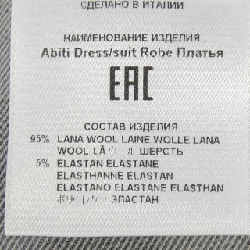 СДЕЛАНО В ИТАЛИИ
НАИМЕНОВАНИЕ ИЗДЕЛИЯ
Abiti Dress/suit Robe Платья
EAC
СОСТАВ ИЗДЕЛИЯ
95% LANA WOOL LAINE WOLLE LANA
WOOL ШЕРСТЬ
5% ELASTAN ELASTANE
ELASTHANNE ELASTAN
ELASTANO ELASTANE ELASTHAN
ЭЛАСТАН